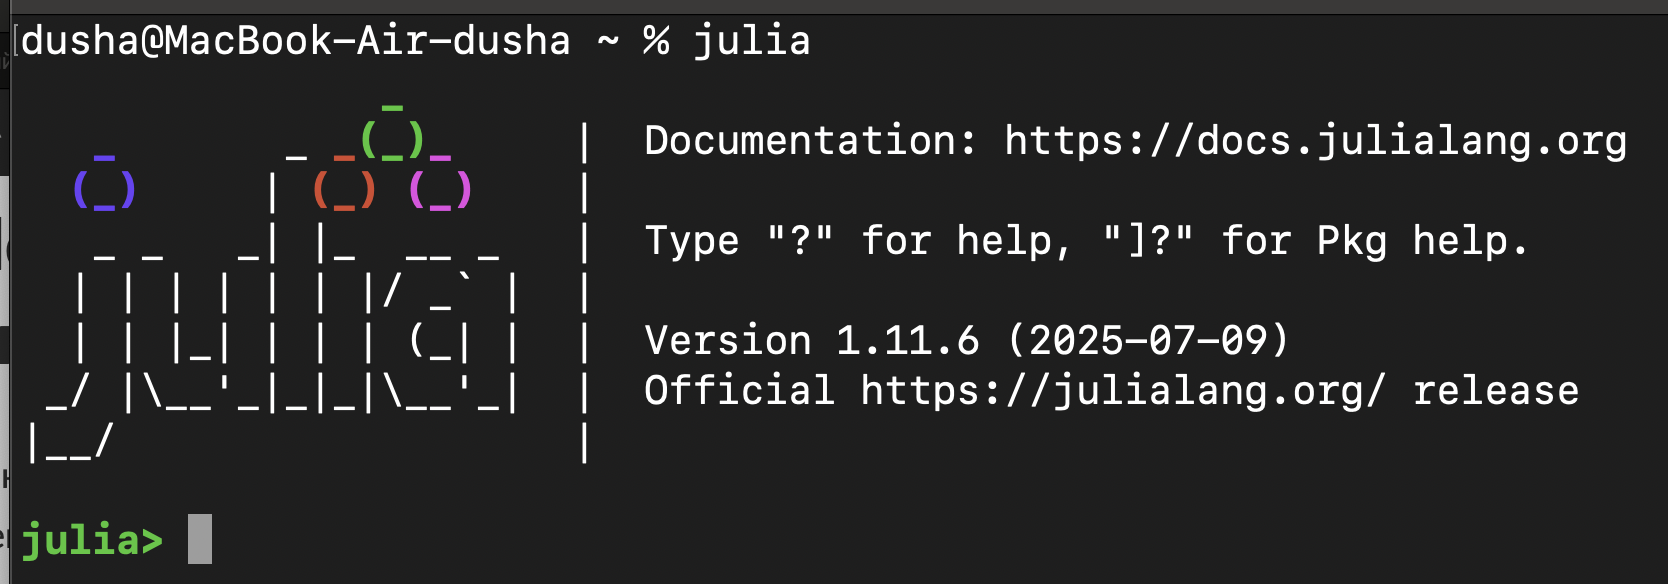 dusha@MacBook-Air-dusha ~ % julia
               _
   _       _ _(_)_     |  Documentation: https://docs.julialang.org
  (_)     | (_) (_)    |
   _ _   _| |_  __ _   |  Type "?" for help, "]?" for Pkg help.
  | | | | | | |/ _` |  |
  | | |_| | | | (_| |  |  Version 1.11.6 (2025-07-09)
 _/ |\__'_|_|_|\__'_|  |  Official https://julialang.org/ release
|__/                   |
julia>